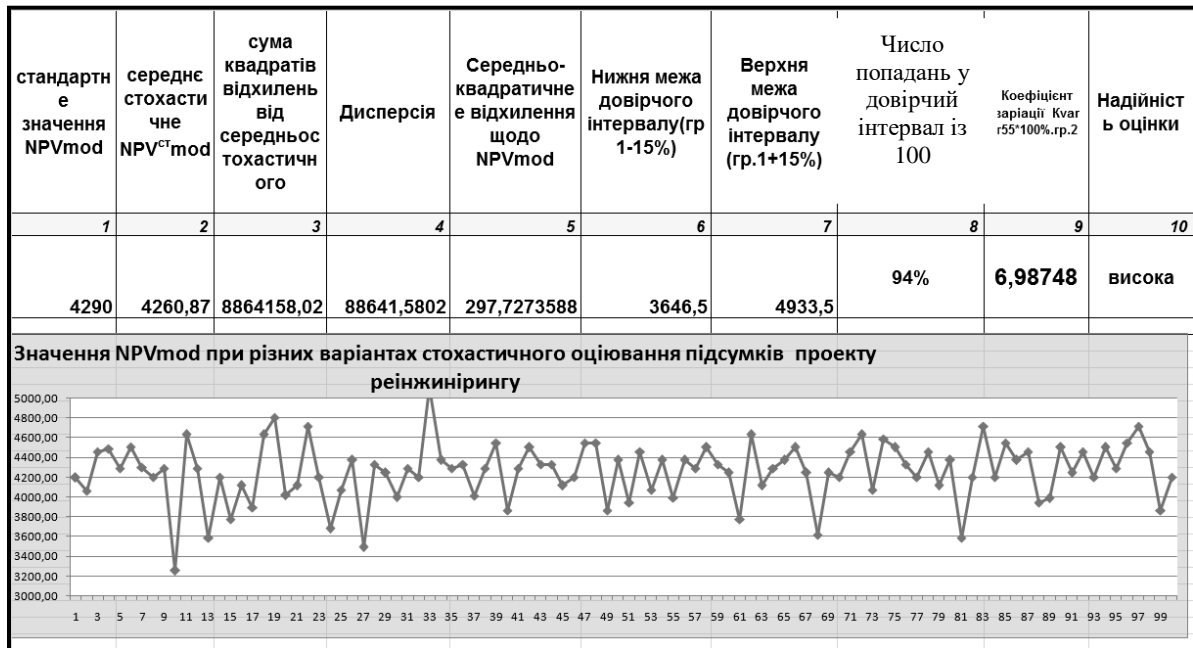 стандартн
е
значення
NPVmod
середнє
стохасти
чне
NPVстmod
сума
квадратів
відхилень
від
середньос
тохастичн
ого
Дисперсія
Середньо-
квадратичне
е відхилення
щодо
NPVmod
Нижня межа
довірчого
інтервалу(гр
1-15%)
Верхня
межа
довірчого
інтервалу
(гр.1+15%)
Число
попадань у
довірчий
інтервал із
100
Коефіцієнт
варіації Kvar
г55*100%.гр.2
Надійніст
ь оцінки
1 2 3 4 5 6 7 8 9 10
4290 4260,87 8864158,02 88641,5802 297,7273588 3646,5 4933,5 94% 6,98748 висока
Значення NPVmod при різних варіантах стохастичного оціювання підсумків проекту
реінжинірингу
5000,00
4800,00
4600,00
4400,00
4200,00
4000,00
3800,00
3600,00
3400,00
3200,00
3000,00
1 3 5 7 9 11 13 15 17 19 21 23 25 27 29 31 33 35 37 39 41 43 45 47 49 51 53 55 57 59 61 63 65 67 69 71 73 75 77 79 81 83 85 87 89 91 93 95 97 99